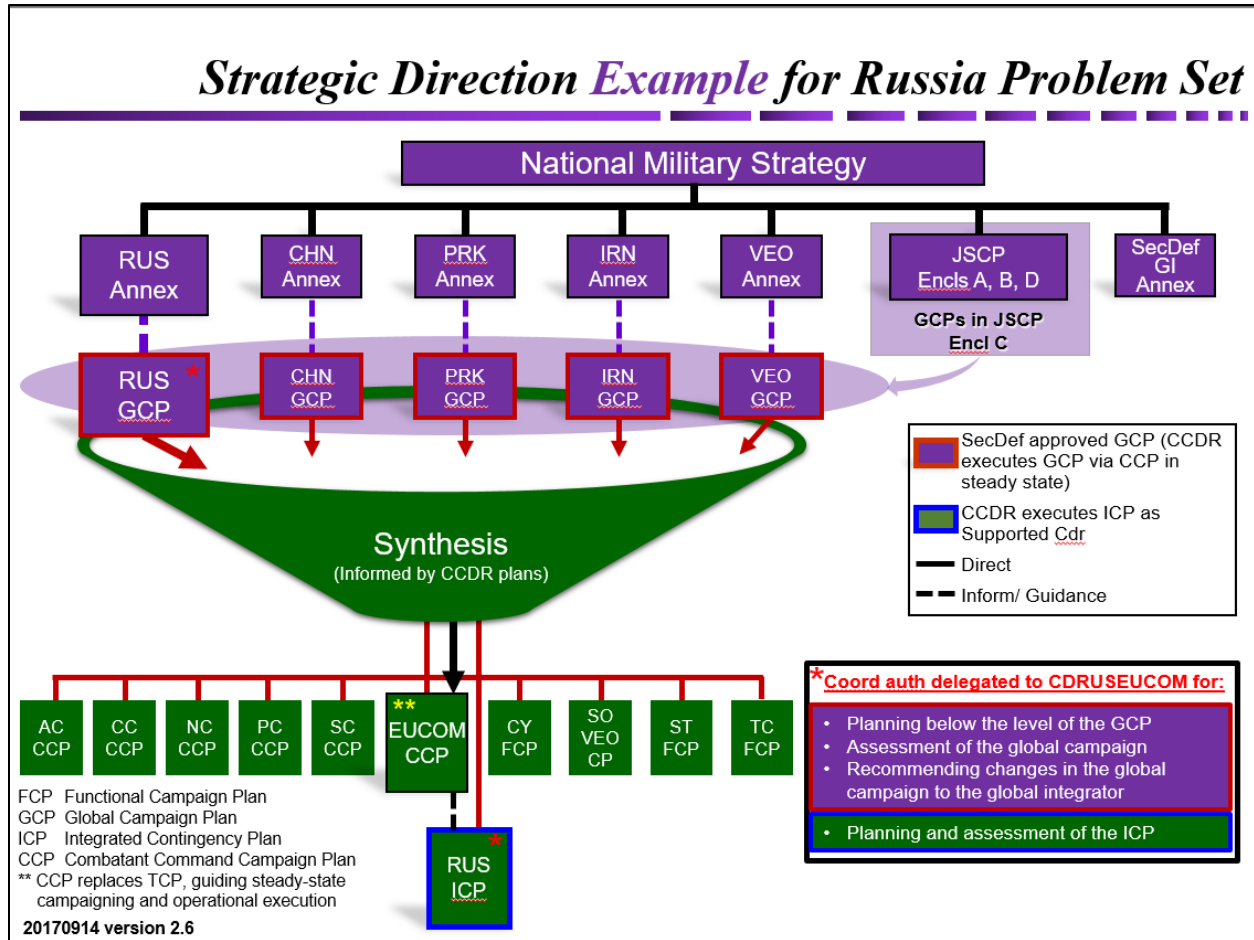 Strategic Direction Example for Russia Problem Set
National Military Strategy
RUS
Annex
CHN
Annex
PRK
Annex
IRN
Annex
VEO
Annex
JSCP
Encls A, B, D
SecDef
GI
Annex
GCPs in JSCP
Encl C
RUS *
GCP
CHN
GCP
PRK
GCP
IRN
GCP
VEO
GCP
SecDef approved GCP (CCDR
executes GCP via CCP in
steady state)
CCDR executes ICP as
Supported Cdr
Direct
Inform/ Guidance
Synthesis
(Informed by CCDR plans)
AC
CCP
CC
CCP
NC
CCP
PC
CCP
SC
CCP
**
EUCOM
CCP
CY
FCP
SO
VEO
CP
ST
FCP
TC
FCP
*
RUS
ICP
*Coord auth delegated to CDRUSEUCOM for:
• Planning below the level of the GCP
• Assessment of the global campaign
• Recommending changes in the global
campaign to the global integrator
• Planning and assessment of the ICP
FCP Functional Campaign Plan
GCP Global Campaign Plan
ICP Integrated Contingency Plan
CCP Combatant Command Campaign Plan
** CCP replaces TCP, guiding steady-state
campaigning and operational execution
20170914 version 2.6